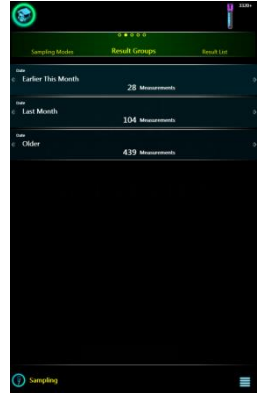 Sampling Modes Result Groups Result List
Date
Earlier This Month
28 Measurements
Date
Last Month
104 Measurements
Date
Older
439 Measurements
Sampling